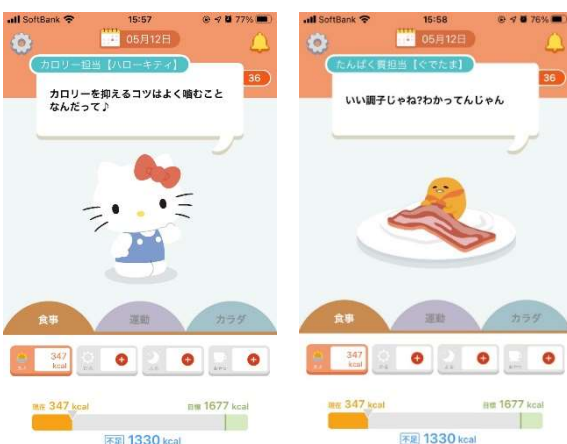 SoftBank
15:57
77%
05月12日
カロリー担当【ハローキティ】
36
カロリーを抑えるコツはよく噛むこと
なんだって♪
食事
運動
カラダ
347
kcal
現在 347 kcal
目標 1677 kcal
不足 1330 kcal
SoftBank
15:58
76%
05月12日
たんぱく質担当【ぐでたま】
36
いい調子じゃね?わかってんじゃん
食事
運動
カラダ
347
kcal
現在 347 kcal
目標 1677 kcal
不足 1330 kcal